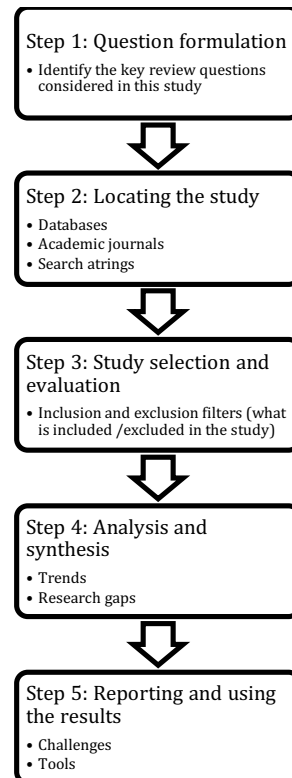 Step 1: Question formulation
• Identify the key review questions
considered in this study
Step 2: Locating the study
• Databases
• Academic journals
• Search atrings
Step 3: Study selection and
evaluation
• Inclusion and exclusion filters (what
is included /excluded in the study)
Step 4: Analysis and
synthesis
• Trends
• Research gaps
Step 5: Reporting and using
the results
• Challenges
• Tools